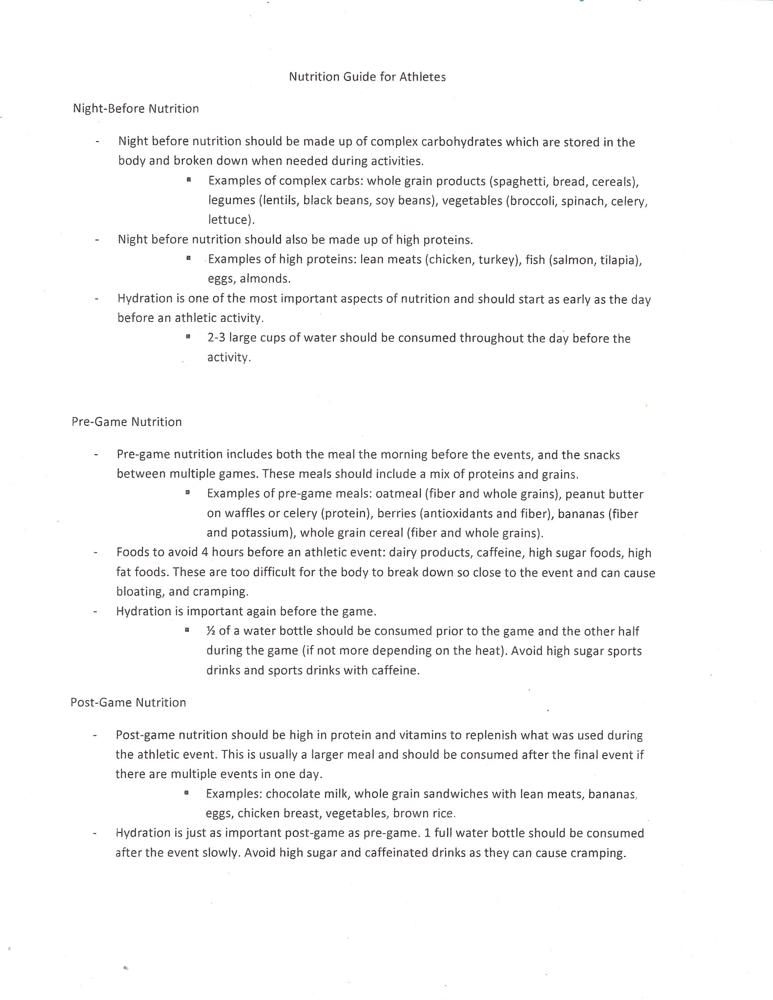 Nutrition Guide for Athletes
Night-Before Nutrition
- Night before nutrition should be made up of complex carbohydrates which are stored in the
body and broken down when needed during activities.
▪ Examples of complex carbs: whole grain products (spaghetti, bread, cereals),
legumes (lentils, black beans, soy beans), vegetables (broccoli, spinach, celery,
lettuce).
- Night before nutrition should also be made up of high proteins.
▪ Examples of high proteins: lean meats (chicken, turkey), fish (salmon, tilapia),
eggs, almonds.
- Hydration is one of the most important aspects of nutrition and should start as early as the day
before an athletic activity.
▪ 2-3 large cups of water should be consumed throughout the day before the
activity.
Pre-Game Nutrition
- Pre-game nutrition includes both the meal the morning before the events, and the snacks
between multiple games. These meals should include a mix of proteins and grains.
▪ Examples of pre-game meals: oatmeal (fiber and whole grains), peanut butter
on waffles or celery (protein), berries (antioxidants and fiber), bananas (fiber
and potassium), whole grain cereal (fiber and whole grains).
- Foods to avoid 4 hours before an athletic event: dairy products, caffeine, high sugar foods, high
fat foods. These are too difficult for the body to break down so close to the event and can cause
bloating, and cramping.
- Hydration is important again before the game.
▪ ½ of a water bottle should be consumed prior to the game and the other half
during the game (if not more depending on the heat). Avoid high sugar sports
drinks and sports drinks with caffeine.
Post-Game Nutrition
- Post-game nutrition should be high in protein and vitamins to replenish what was used during
the athletic event. This is usually a larger meal and should be consumed after the final event if
there are multiple events in one day.
▪ Examples: chocolate milk, whole grain sandwiches with lean meats, bananas,
eggs, chicken breast, vegetables, brown rice.
- Hydration is just as important post-game as pre-game. 1 full water bottle should be consumed
after the event slowly. Avoid high sugar and caffeinated drinks as they can cause cramping.